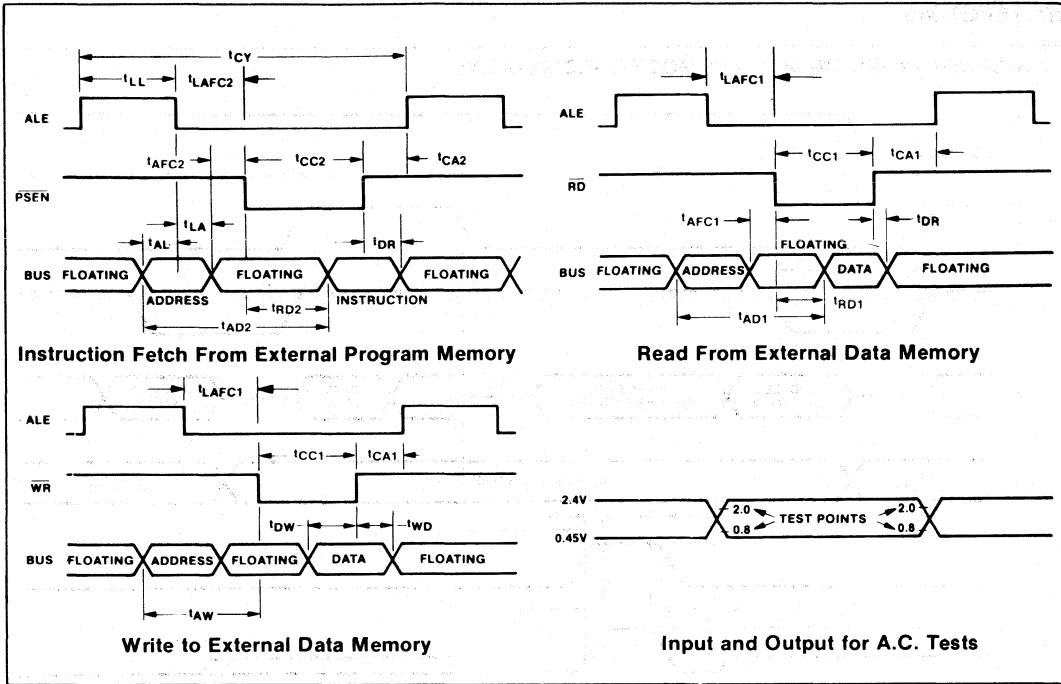 tCY
tLL
tLAFC2
ALE
tAFC2
tCC2
tCA2
PSEN
tLA
tAL
tDR
BUS
FLOATING
FLOATING
FLOATING
ADDRESS
INSTRUCTION
tRD2
tAD2
Instruction Fetch From External Program Memory
tLAFC1
ALE
tCC1
tCA1
RD
tAFC1
tDR
FLOATING
BUS
FLOATING
ADDRESS
DATA
FLOATING
tRD1
tAD1
Read From External Data Memory
tLAFC1
ALE
tCC1
tCA1
WR
tDW
tWD
BUS
FLOATING
ADDRESS
FLOATING
DATA
FLOATING
tAW
Write to External Data Memory
2.4V
2.0
TEST POINTS
2.0
0.8
0.8
0.45V
Input and Output for A.C. Tests